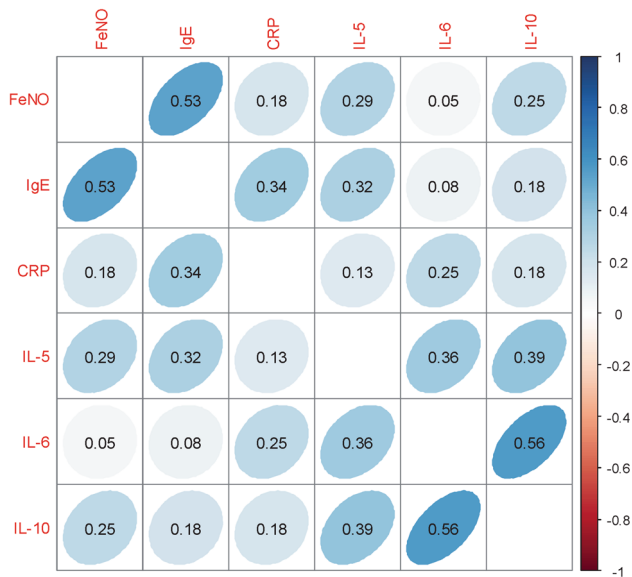 FeNO IgE CRP IL-5 IL-6 IL-10
FeNO 0.53 0.18 0.29 0.05 0.25
IgE 0.53 0.34 0.32 0.08 0.18
CRP 0.18 0.34 0.13 0.25 0.18
IL-5 0.29 0.32 0.13 0.36 0.39
IL-6 0.05 0.08 0.25 0.36 0.56
IL-10 0.25 0.18 0.18 0.39 0.56
1
0.8
0.6
0.4
0.2
0
-0.2
-0.4
-0.6
-0.8
-1